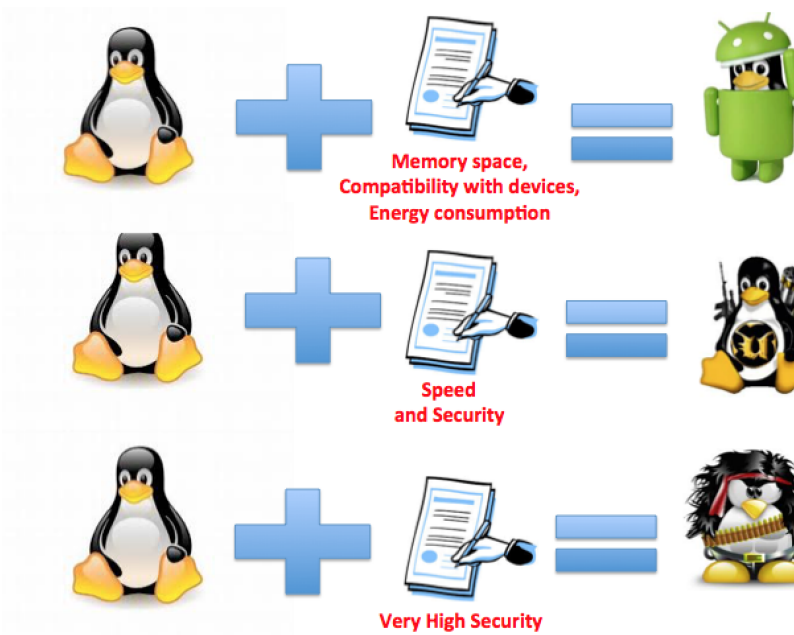 Memory space,
Compatibility with devices,
Energy consumption
Speed
and Security
Very High Security